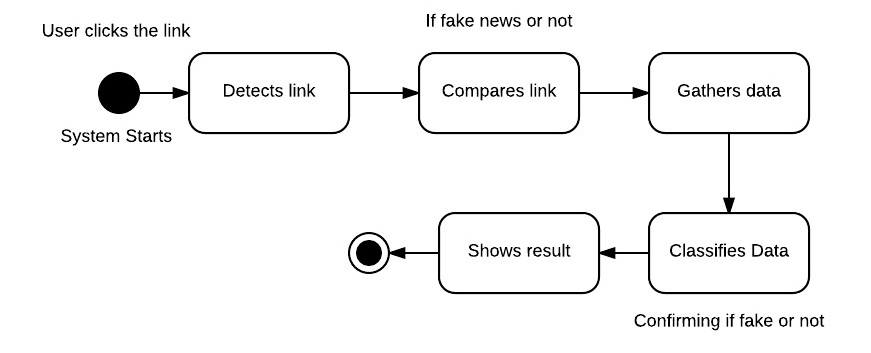 User clicks the link
If fake news or not
Detects link
Compares link
Gathers data
System Starts
Shows result
Classifies Data
Confirming if fake or not